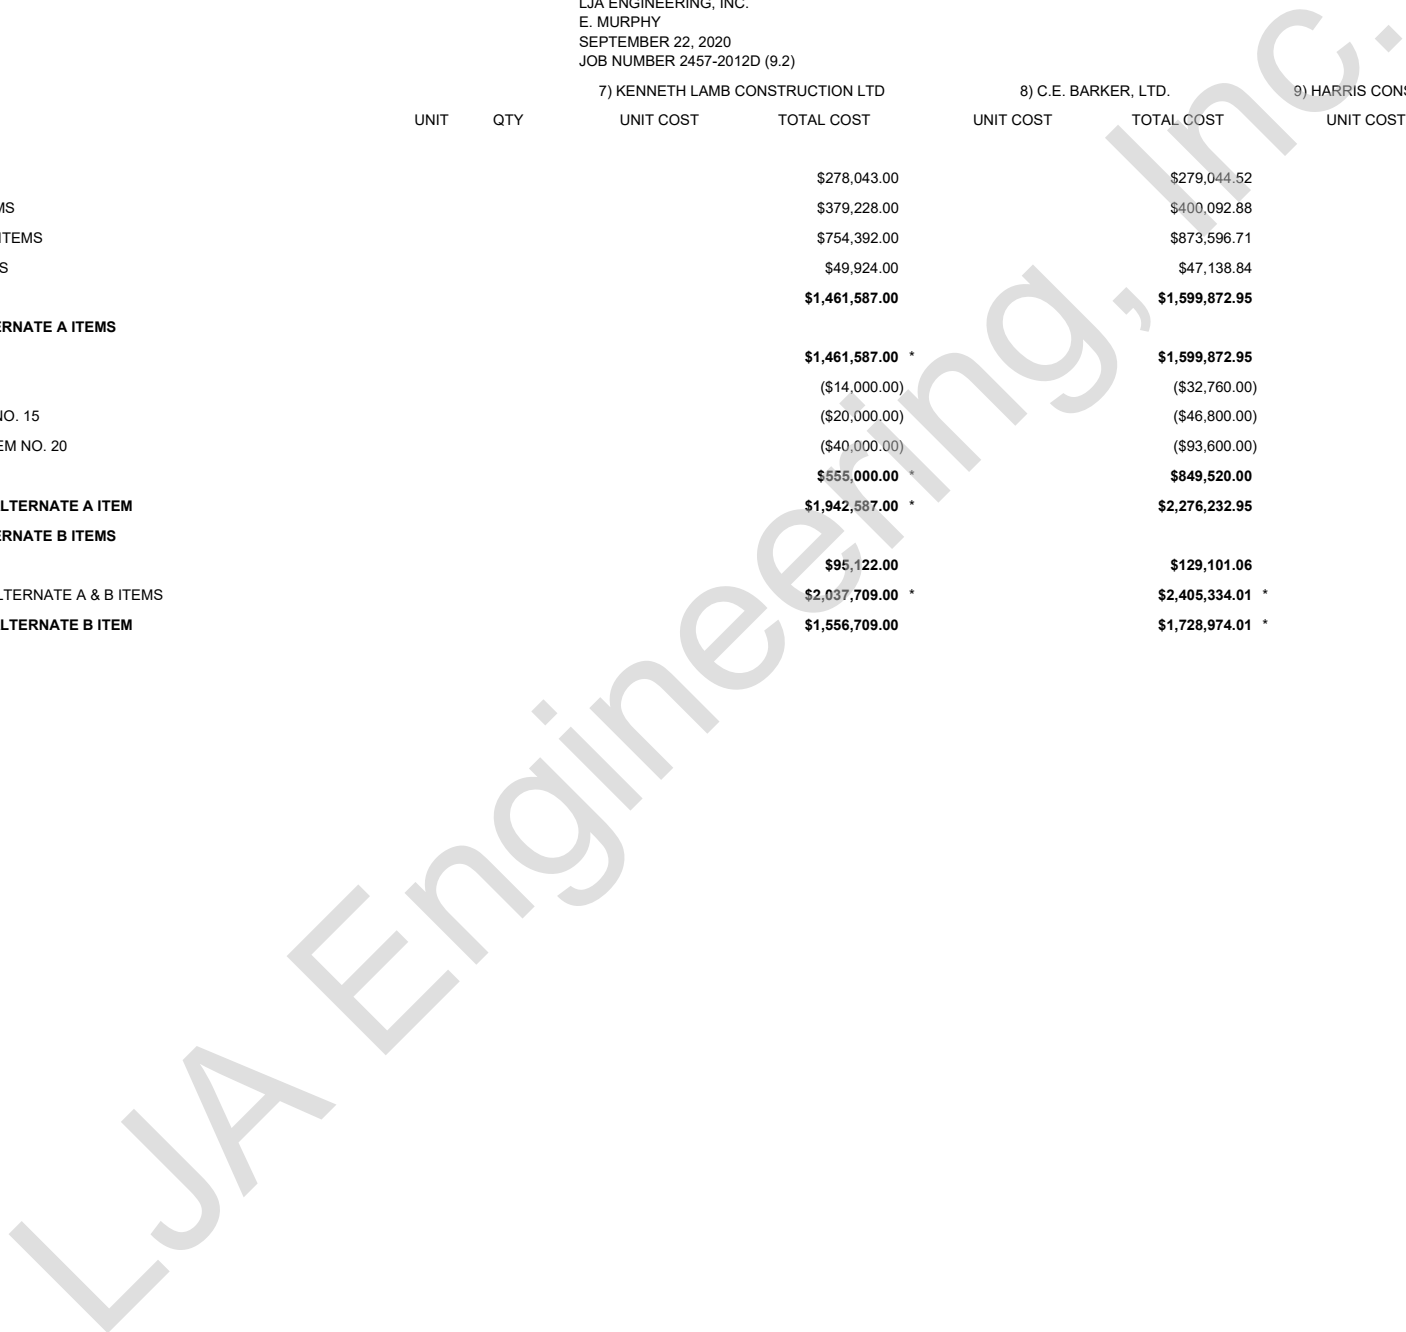 LJA ENGINEERING, INC.
E. MURPHY
SEPTEMBER 22, 2020
JOB NUMBER 2457-2012D (9.2)
7) KENNETH LAMB CONSTRUCTION LTD 8) C.E. BARKER, LTD. 9) HARRIS CONS
UNIT QTY UNIT COST TOTAL COST UNIT COST TOTAL COST UNIT COST
$278,043.00 $279,044.52
MS $379,228.00 $400,092.88
ITEMS $754,392.00 $873,596.71
S $49,924.00 $47,138.84
$1,461,587.00 $1,599,872.95
ERNATE A ITEMS
$1,461,587.00 * $1,599,872.95
($14,000.00) ($32,760.00)
NO. 15 ($20,000.00) ($46,800.00)
EM NO. 20 ($40,000.00) ($93,600.00)
$555,000.00 * $849,520.00
LTERNATE A ITEM $1,942,587.00 * $2,276,232.95
ERNATE B ITEMS
$95,122.00 $129,101.06
LTERNATE A & B ITEMS $2,037,709.00 * $2,405,334.01 *
LTERNATE B ITEM $1,556,709.00 $1,728,974.01 *
LJA Engineering, Inc.